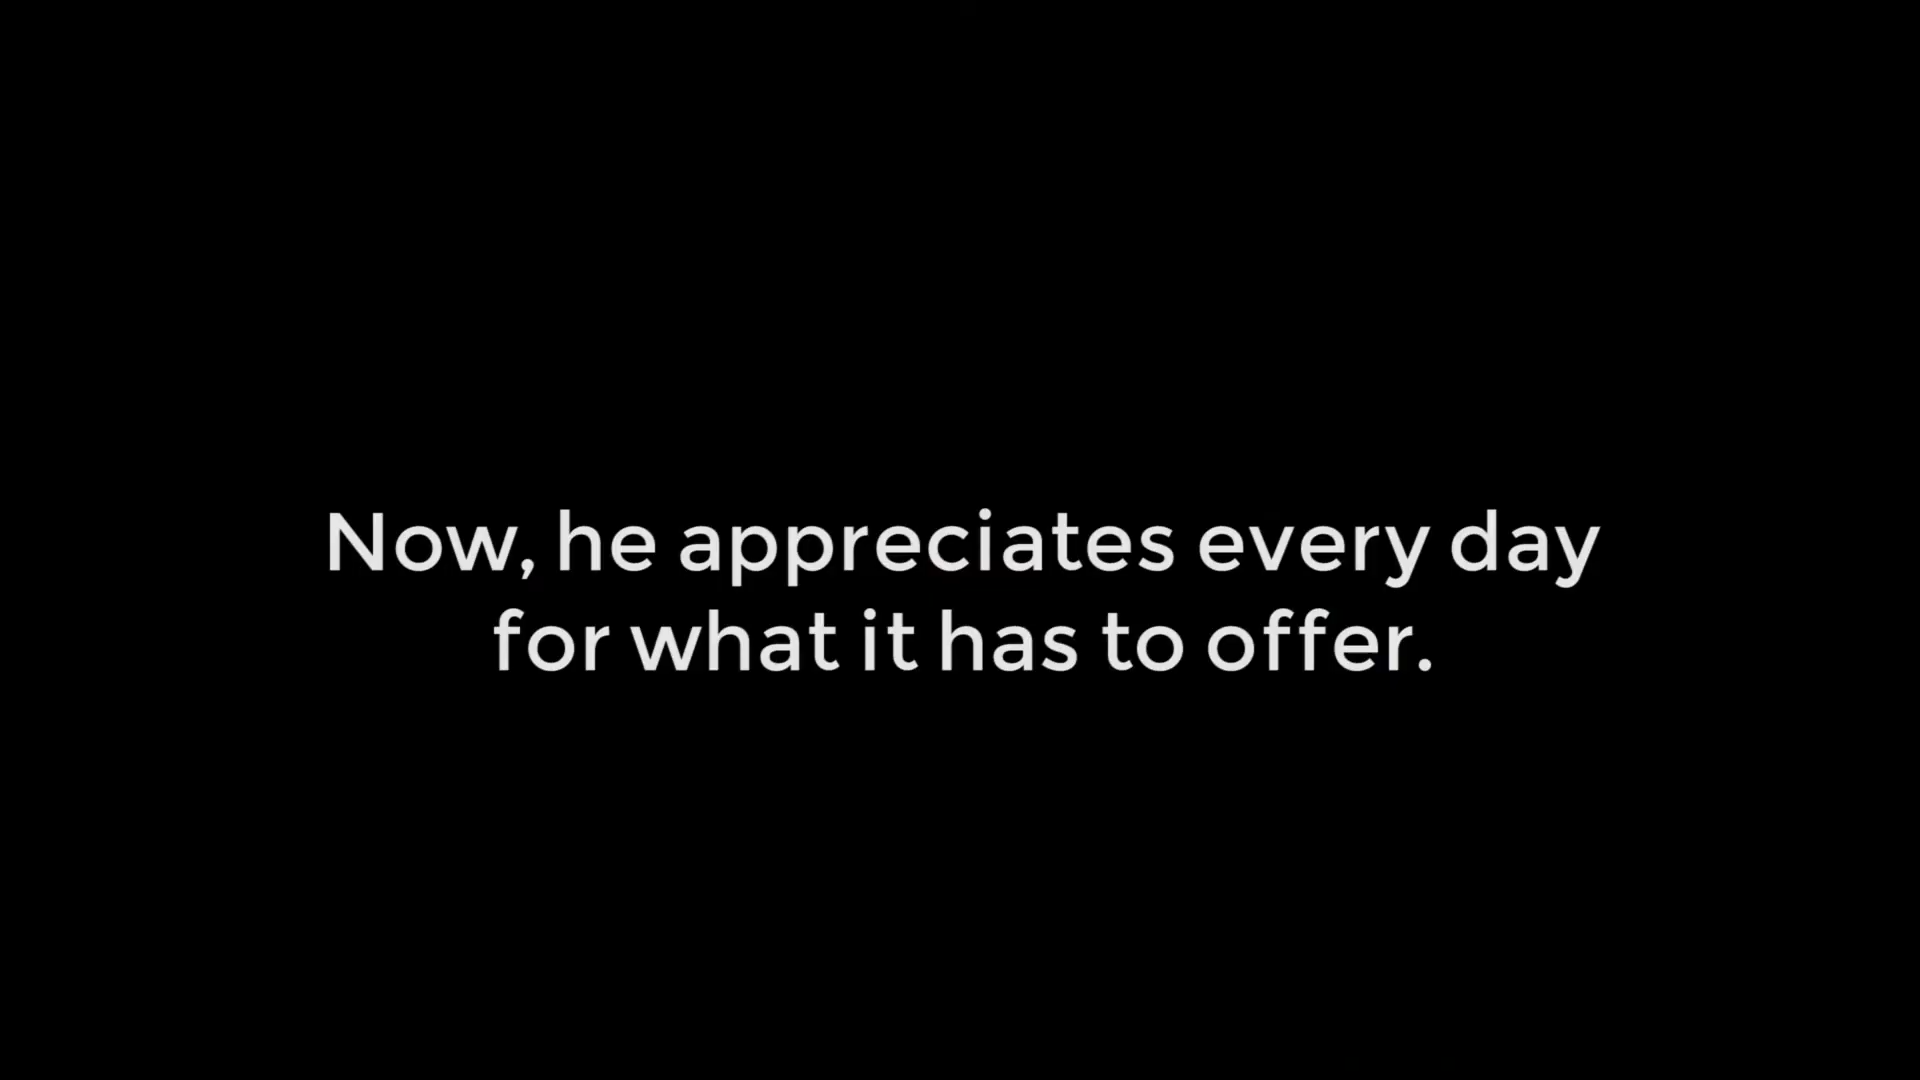 Now, he appreciates every day
for what it has to offer.